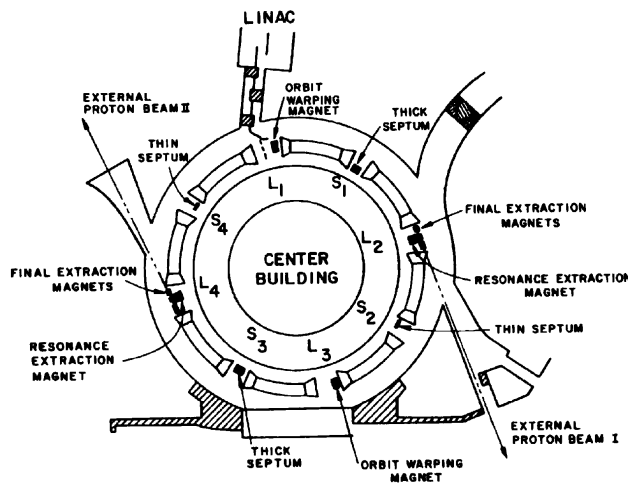 LINAC
EXTERNAL
PROTON BEAM II
ORBIT
WARPING
MAGNET
THICK
SEPTUM
THIN
SEPTUM
L1
S1
S4
L2
FINAL EXTRACTION
MAGNETS
CENTER
BUILDING
FINAL EXTRACTION
MAGNETS
L4
RESONANCE EXTRACTION
MAGNET
S2
S3
L3
THIN SEPTUM
RESONANCE
EXTRACTION
MAGNET
EXTERNAL
PROTON BEAM I
THICK
SEPTUM
ORBIT WARPING
MAGNET